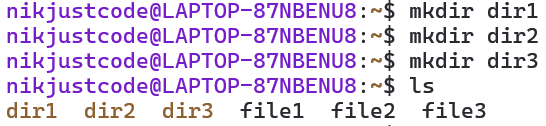 nikjustcode@LAPTOP-87NBENU8:~$ mkdir dir1
nikjustcode@LAPTOP-87NBENU8:~$ mkdir dir2
nikjustcode@LAPTOP-87NBENU8:~$ mkdir dir3
nikjustcode@LAPTOP-87NBENU8:~$ ls
dir1  dir2  dir3  file1  file2  file3